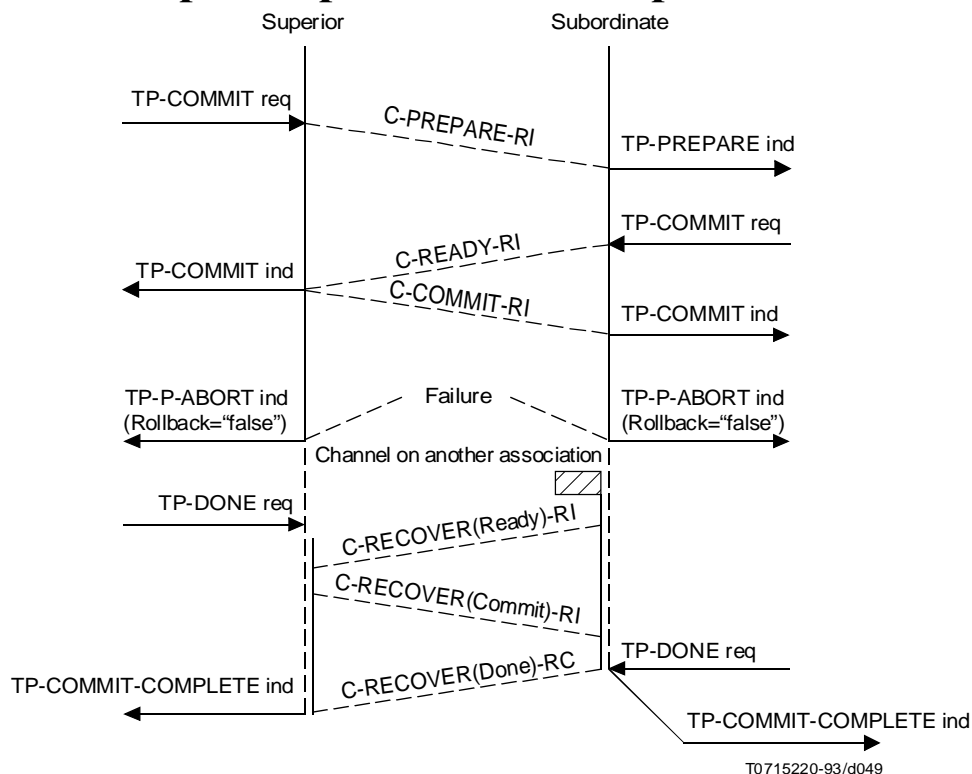 Superior
Subordinate
TP-COMMIT req
C-PREPARE-RI
TP-PREPARE ind
TP-COMMIT req
C-READY-RI
TP-COMMIT ind
C-COMMIT-RI
TP-COMMIT ind
TP-P-ABORT ind
(Rollback=“false”)
Failure
TP-P-ABORT ind
(Rollback=“false”)
Channel on another association
TP-DONE req
C-RECOVER(Ready)-RI
C-RECOVER(Commit)-RI
TP-DONE req
C-RECOVER(Done)-RC
TP-COMMIT-COMPLETE ind
TP-COMMIT-COMPLETE ind
T0715220-93/d049